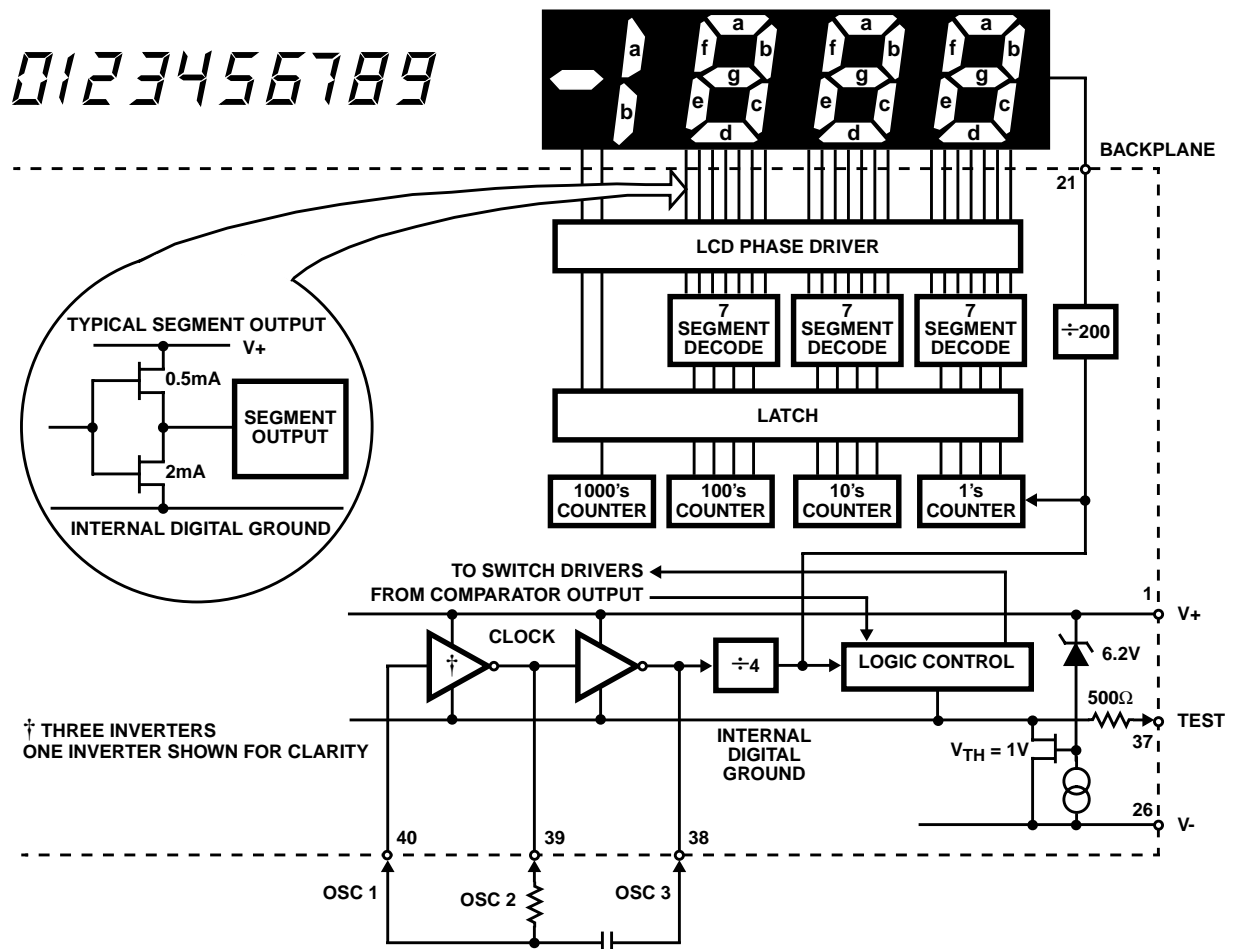 0123456789
a
b
a
f b
g
e c
d
a
f b
g
e c
d
a
f b
g
e c
d
BACKPLANE
21
LCD PHASE DRIVER
7
SEGMENT
DECODE
7
SEGMENT
DECODE
7
SEGMENT
DECODE
÷200
LATCH
1000's
COUNTER
100's
COUNTER
10's
COUNTER
1's
COUNTER
TYPICAL SEGMENT OUTPUT
V+
0.5mA
SEGMENT
OUTPUT
2mA
INTERNAL DIGITAL GROUND
TO SWITCH DRIVERS
FROM COMPARATOR OUTPUT
1
V+
CLOCK
†
÷4
LOGIC CONTROL
6.2V
500Ω
TEST
37
† THREE INVERTERS
ONE INVERTER SHOWN FOR CLARITY
INTERNAL
DIGITAL
GROUND
VTH = 1V
26
V-
40
39
38
OSC 1
OSC 2
OSC 3